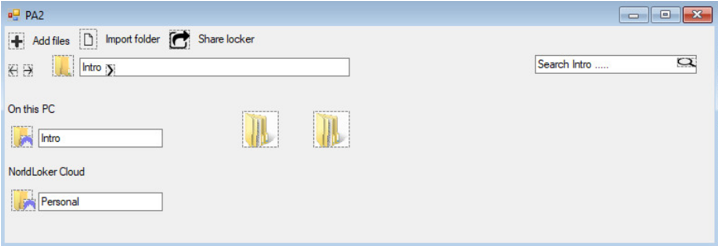 PA2
Add files Import folder Share locker
Intro Search Intro .....
On this PC
Intro
NorldLoker Cloud
Personal